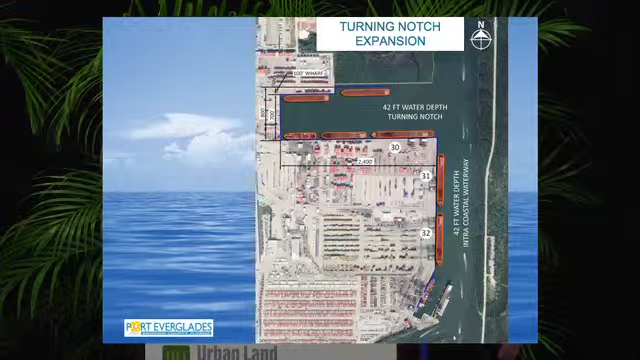 TURNING NOTCH
EXPANSION
N
100' WHARF
42 FT WATER DEPTH
TURNING NOTCH
30
2,400'
31
42 FT WATER DEPTH
INTRA COASTAL WATERWAY
32
PORT EVERGLADES
Urban Land